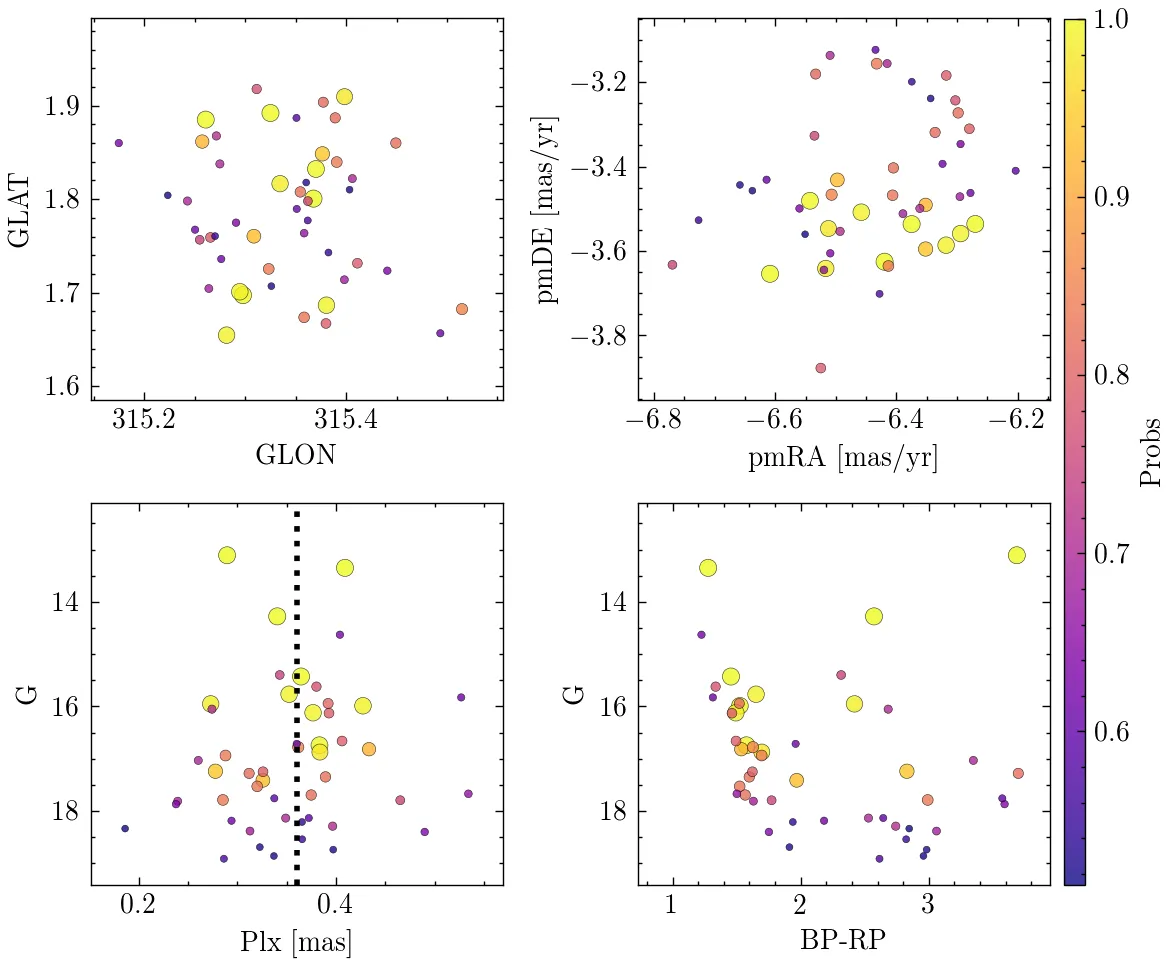 1.9
1.8
1.7
1.6
GLAT
315.2 315.4
GLON
−3.2
−3.4
−3.6
−3.8
pmDE [mas/yr]
−6.8 −6.6 −6.4 −6.2
pmRA [mas/yr]
1.0
0.9
0.8
0.7
0.6
Probs
14
16
18
G
0.2 0.4
Plx [mas]
14
16
18
G
1 2 3
BP-RP